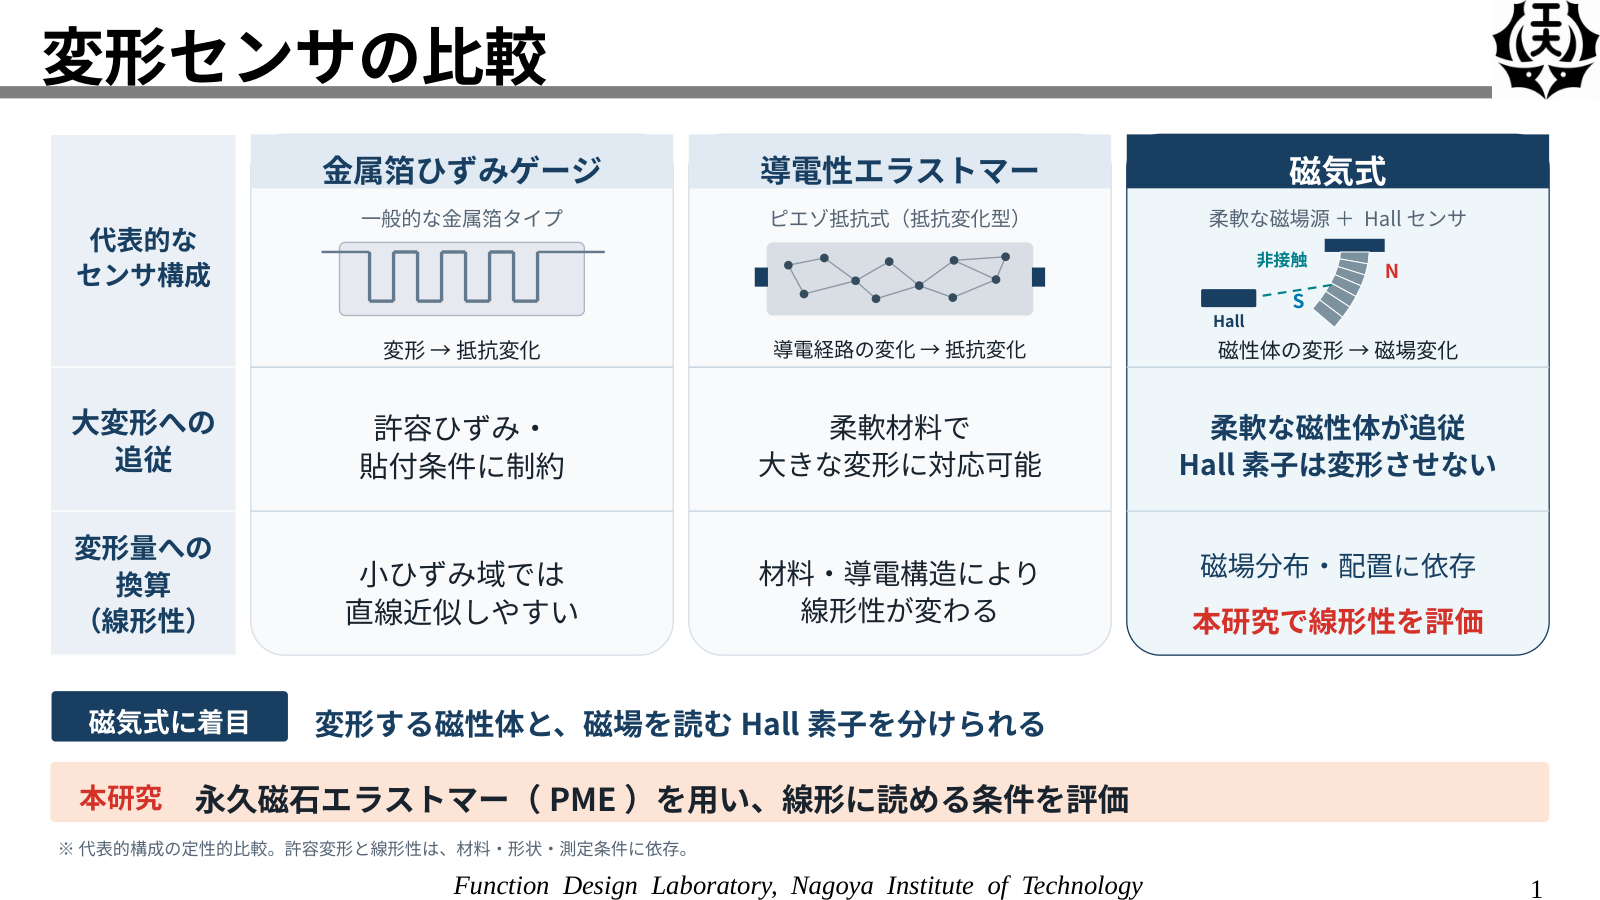 変形センサの比較
工
大
代表的な
センサ構成
金属箔ひずみゲージ
一般的な金属箔タイプ
変形 → 抵抗変化
導電性エラストマー
ピエゾ抵抗式（抵抗変化型）
導電経路の変化 → 抵抗変化
磁気式
柔軟な磁場源 ＋ Hall センサ
非接触
N
S
Hall
磁性体の変形 → 磁場変化
大変形への
追従
許容ひずみ・
貼付条件に制約
柔軟材料で
大きな変形に対応可能
柔軟な磁性体が追従
Hall 素子は変形させない
変形量への
換算
（線形性）
小ひずみ域では
直線近似しやすい
材料・導電構造により
線形性が変わる
磁場分布・配置に依存
本研究で線形性を評価
磁気式に着目
変形する磁性体と、磁場を読む Hall 素子を分けられる
本研究
永久磁石エラストマー（ PME ）を用い、線形に読める条件を評価
※ 代表的構成の定性的比較。許容変形と線形性は、材料・形状・測定条件に依存。
Function Design Laboratory, Nagoya Institute of Technology
1